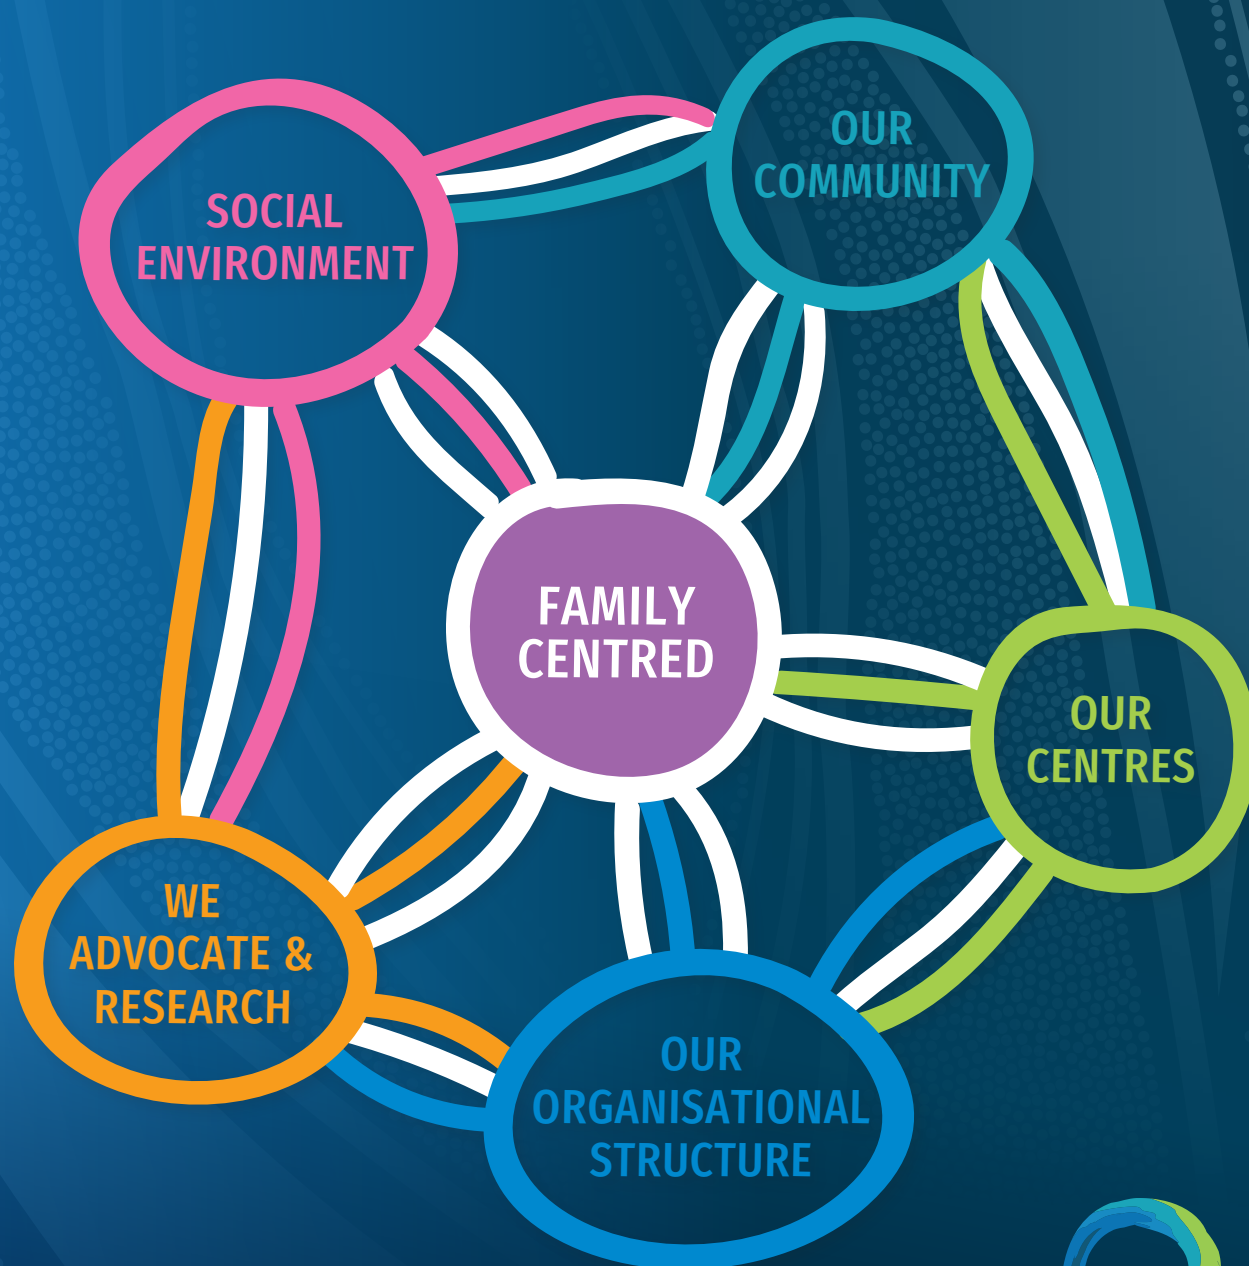 SOCIAL
ENVIRONMENT
OUR
COMMUNITY
FAMILY
CENTRED
OUR
CENTRES
WE
ADVOCATE &
RESEARCH
OUR
ORGANISATIONAL
STRUCTURE